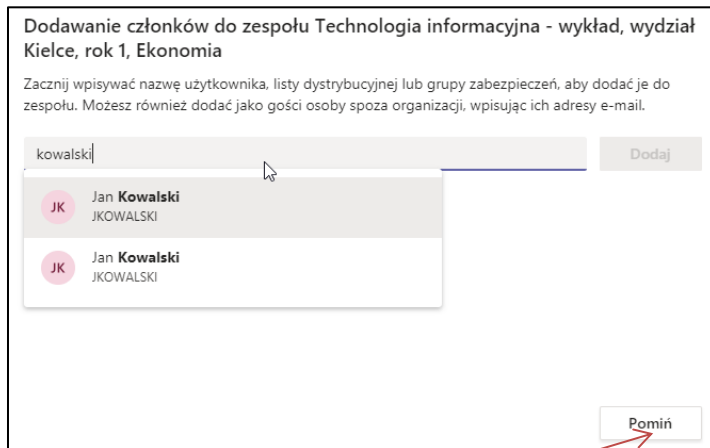 Dodawanie członków do zespołu Technologia informacyjna - wykład, wydział
Kielce, rok 1, Ekonomia
Zacznij wpisywać nazwę użytkownika, listy dystrybucyjnej lub grupy zabezpieczeń, aby dodać je do
zespołu. Możesz również dodać jako gości osoby spoza organizacji, wpisując ich adresy e-mail.
kowalski Dodaj
JK Jan Kowalski
JKOWALSKI
JK Jan Kowalski
JKOWALSKI
Pomiń